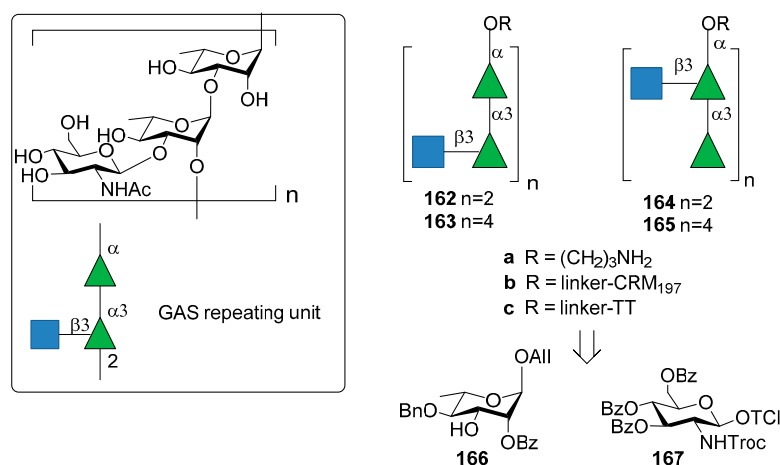 O
HO
O
HO
O
OH
HO
O
HO
O
HO
HO
O
O
O
NHAc
n
α
α3
β3
2
GAS repeating unit
OR
α
α3
β3
n
162 n=2
163 n=4
OR
α
β3
α3
n
164 n=2
165 n=4
a R = (CH2)3NH2
b R = linker-CRM197
c R = linker-TT
OAll
O
BnO
HO
OBz
166
OBz
O
BzO
BzO
OTCl
NHTroc
167